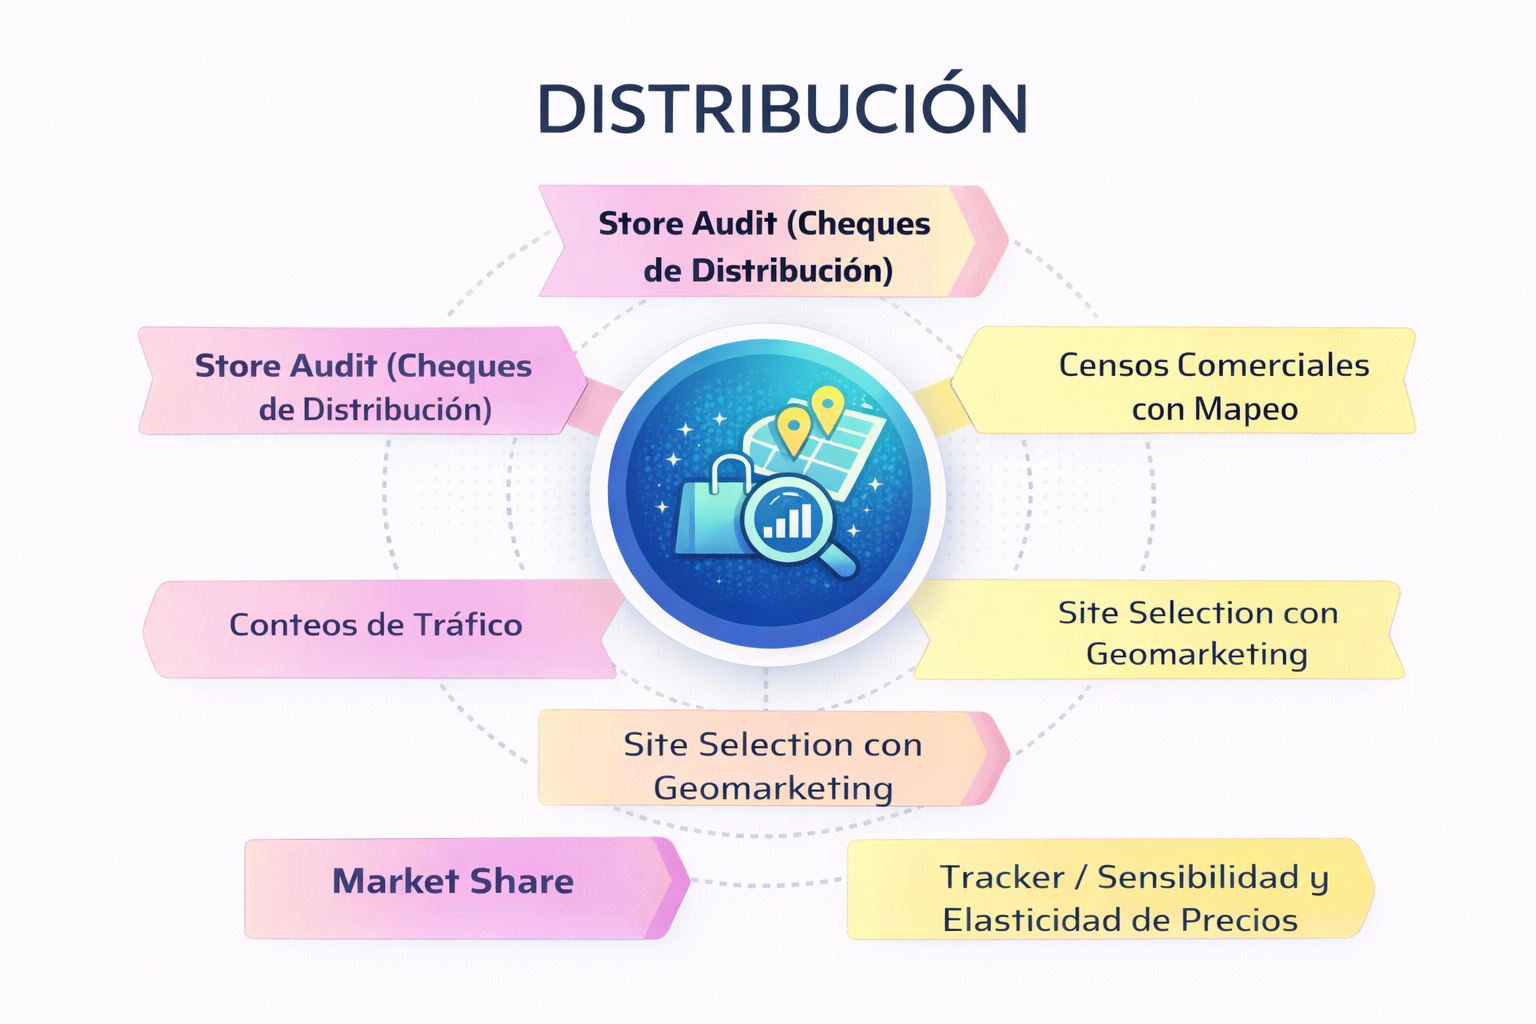 DISTRIBUCIÓN
Store Audit (Cheques
de Distribución)
Store Audit (Cheques
de Distribución)
Censos Comerciales
con Mapeo
Conteos de Tráfico
Site Selection con
Geomarketing
Site Selection con
Geomarketing
Market Share
Tracker / Sensibilidad y
Elasticidad de Precios